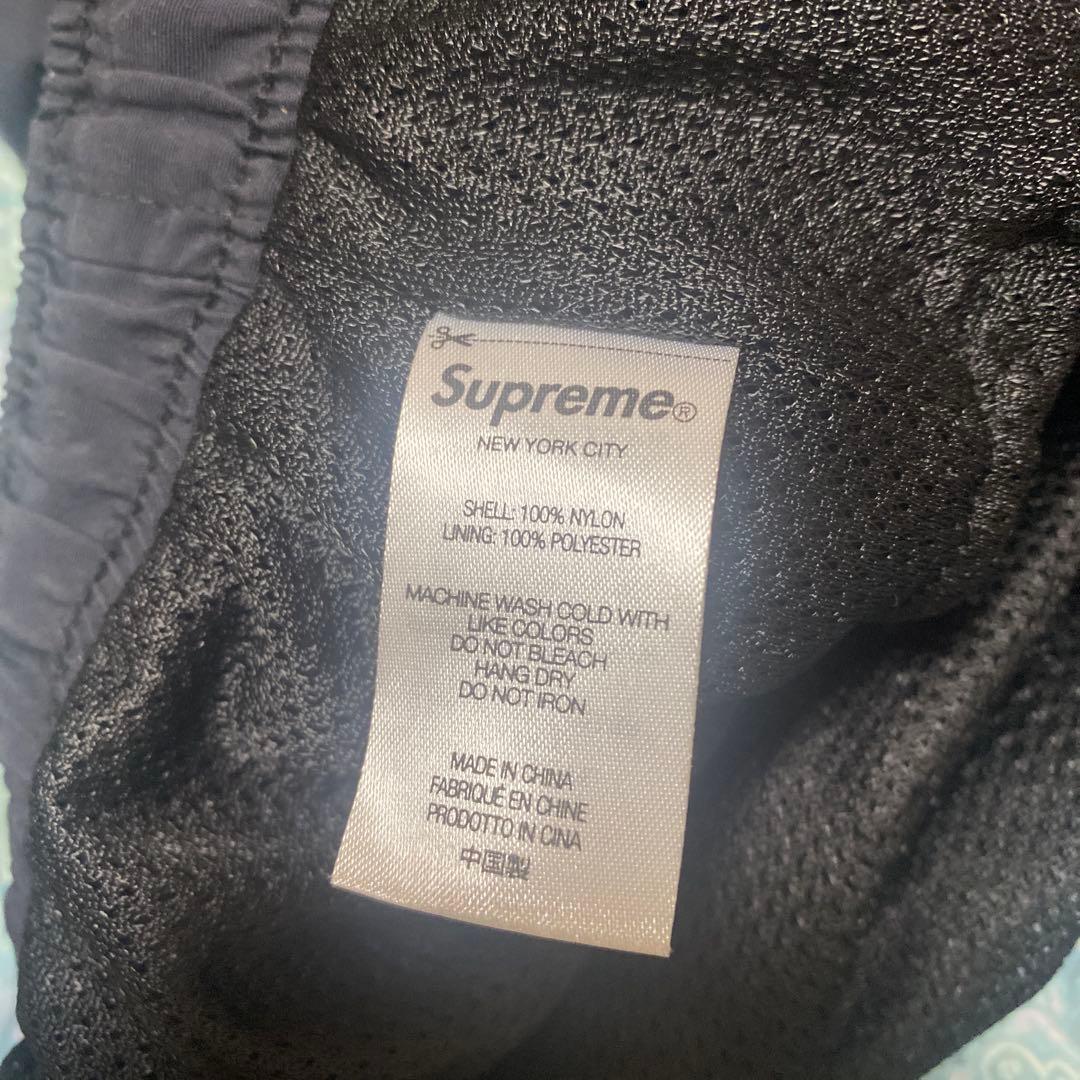 Supreme®
NEW YORK CITY
SHELL: 100% NYLON
LINING: 100% POLYESTER
MACHINE WASH COLD WITH
LIKE COLORS
DO NOT BLEACH
HANG DRY
DO NOT IRON
MADE IN CHINA
FABRIQUÉ EN CHINE
PRODOTTO IN CINA
中国製